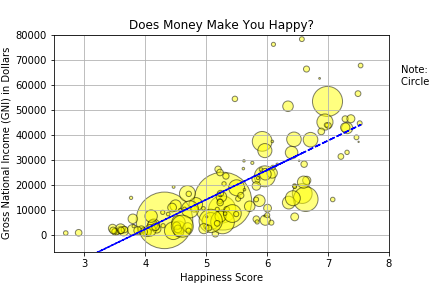 Does Money Make You Happy?
Gross National Income (GNI) in Dollars
80000
70000
60000
50000
40000
30000
20000
10000
0
3 4 5 6 7 8
Happiness Score
Note:
Circle